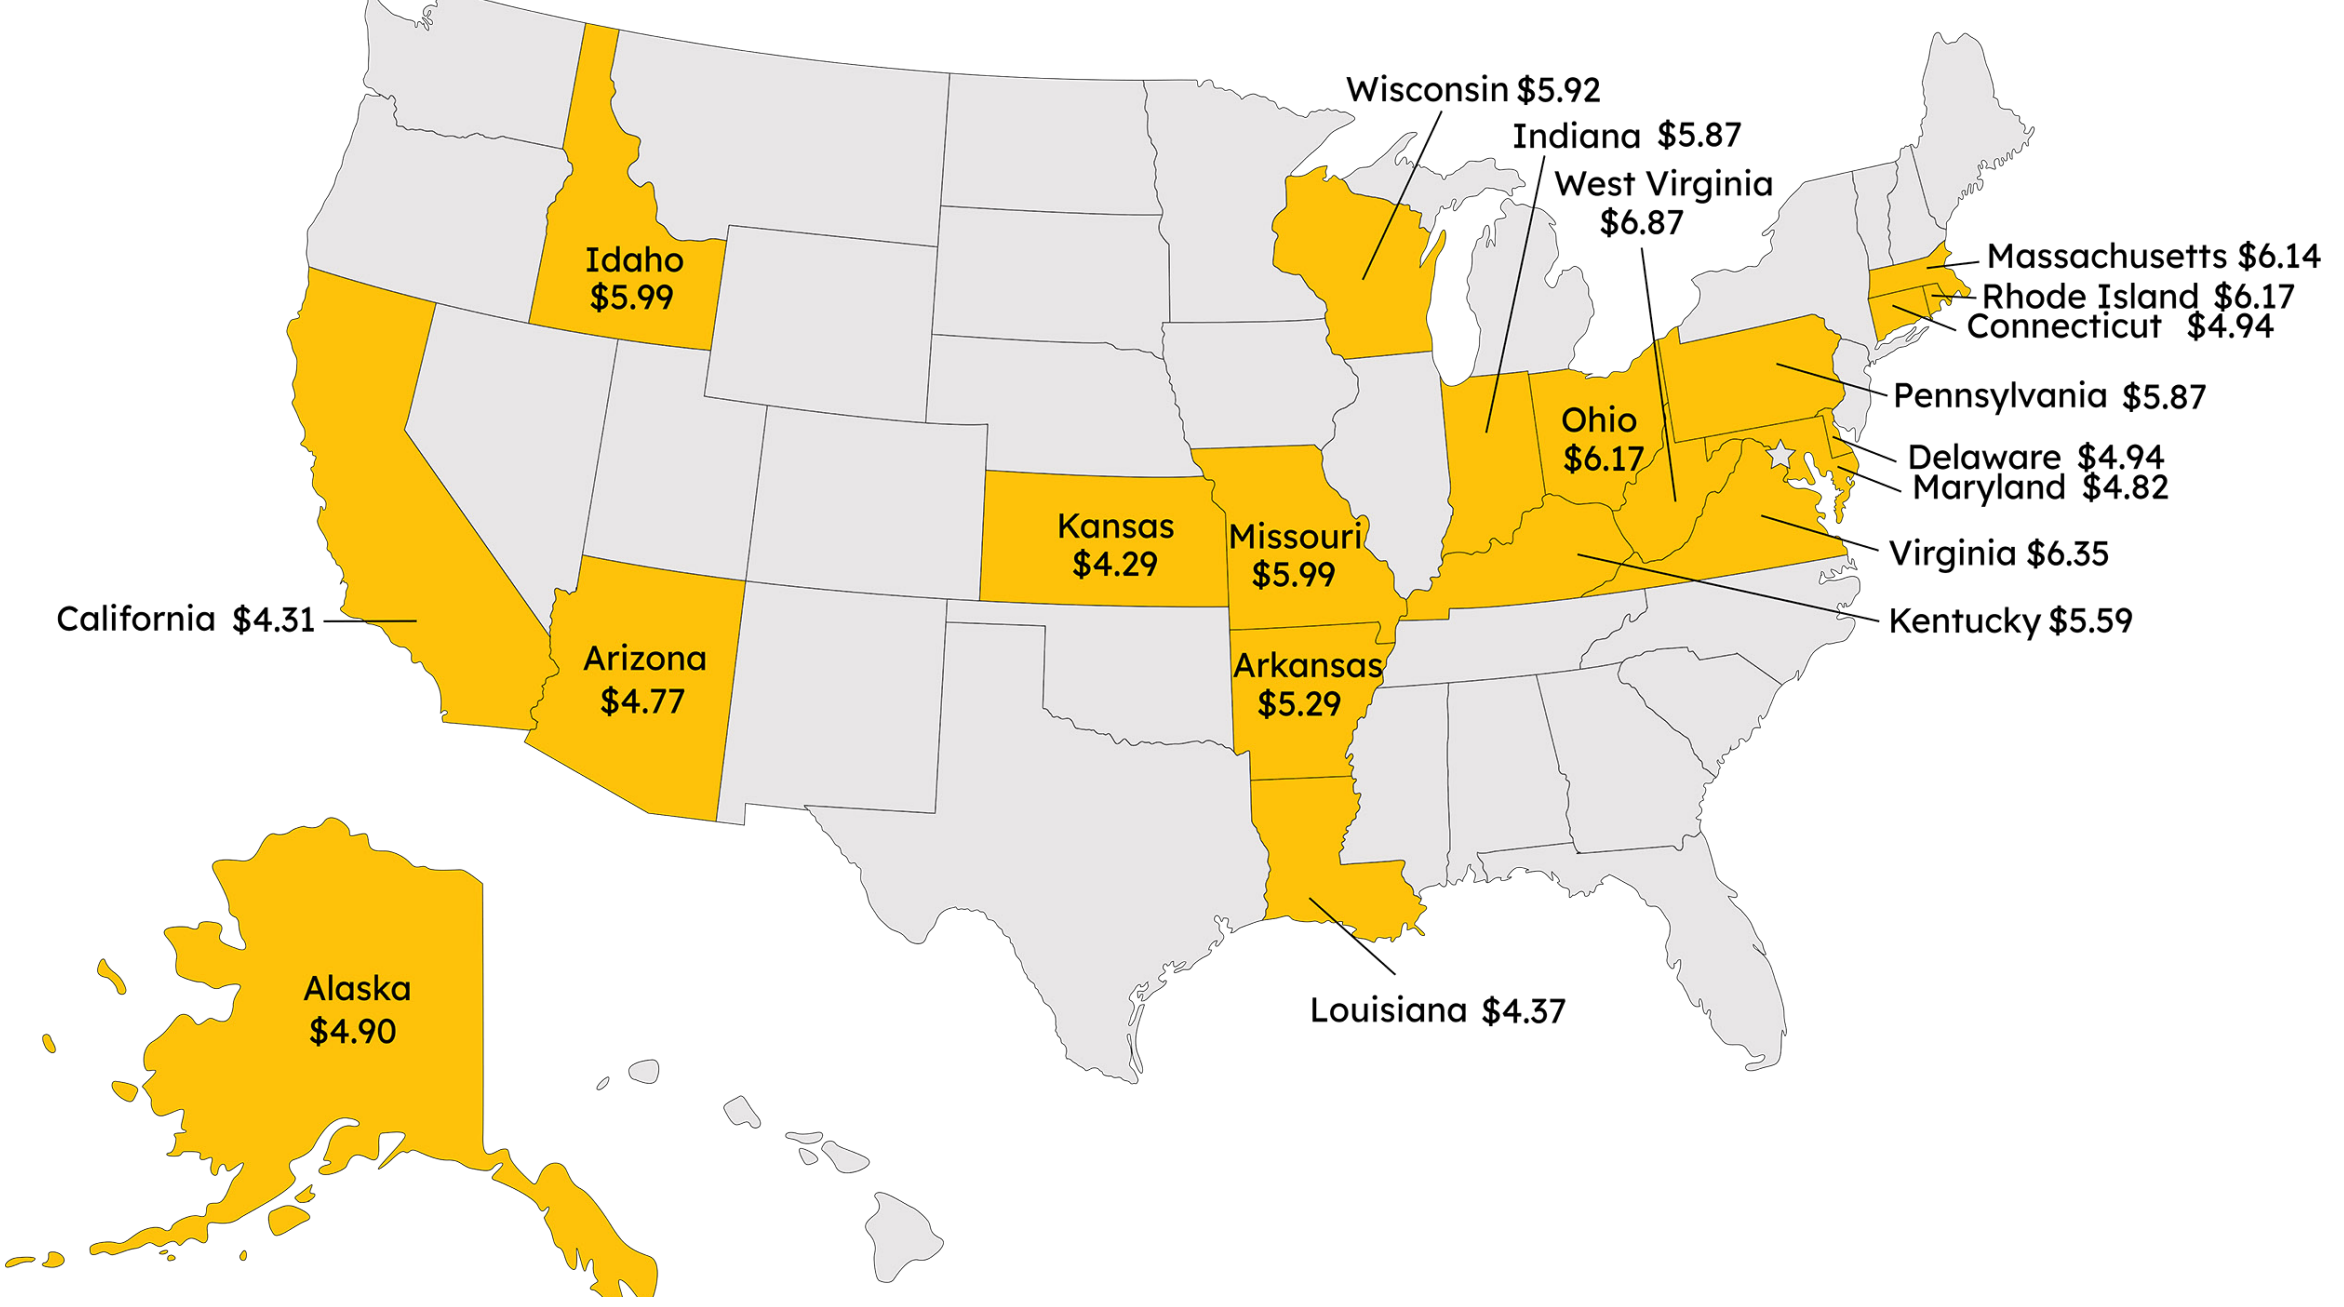 Wisconsin $5.92
Indiana $5.87
West Virginia
$6.87
Idaho
$5.99
Massachusetts $6.14
Rhode Island $6.17
Connecticut $4.94
Pennsylvania $5.87
Ohio
$6.17
Delaware $4.94
Maryland $4.82
Kansas
$4.29
Missouri
$5.99
Virginia $6.35
California $4.31
Kentucky $5.59
Arizona
$4.77
Arkansas
$5.29
Alaska
$4.90
Louisiana $4.37